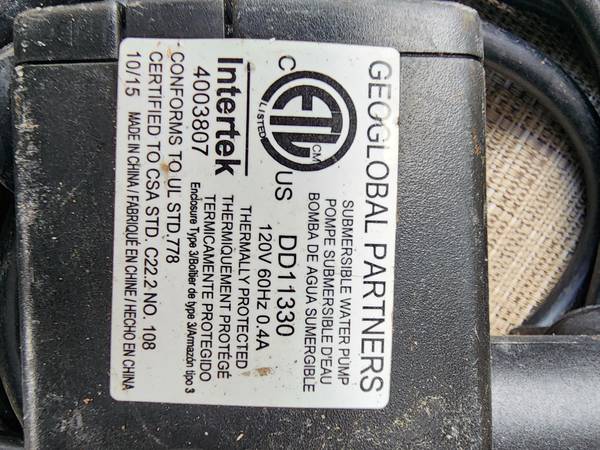 GEOGLOBAL PARTNERS
SUBMERSIBLE WATER PUMP
POMPE SUBMERSIBLE D'EAU
BOMBA DE AGUA SUMERGIBLE
C ETL CM US
LISTED
DD11330
120V 60Hz 0.4A
THERMALLY PROTECTED
THERMIQUEMENT PROTÉGÉ
TERMICAMENTE PROTEGIDO
Enclosure Type 3/Boîtier de type 3/Armazón tipo 3
Intertek
4003807
CONFORMS TO UL STD.778
CERTIFIED TO CSA STD. C22.2 NO. 108
10/15 MADE IN CHINA / FABRIQUÉ EN CHINE / HECHO EN CHINA